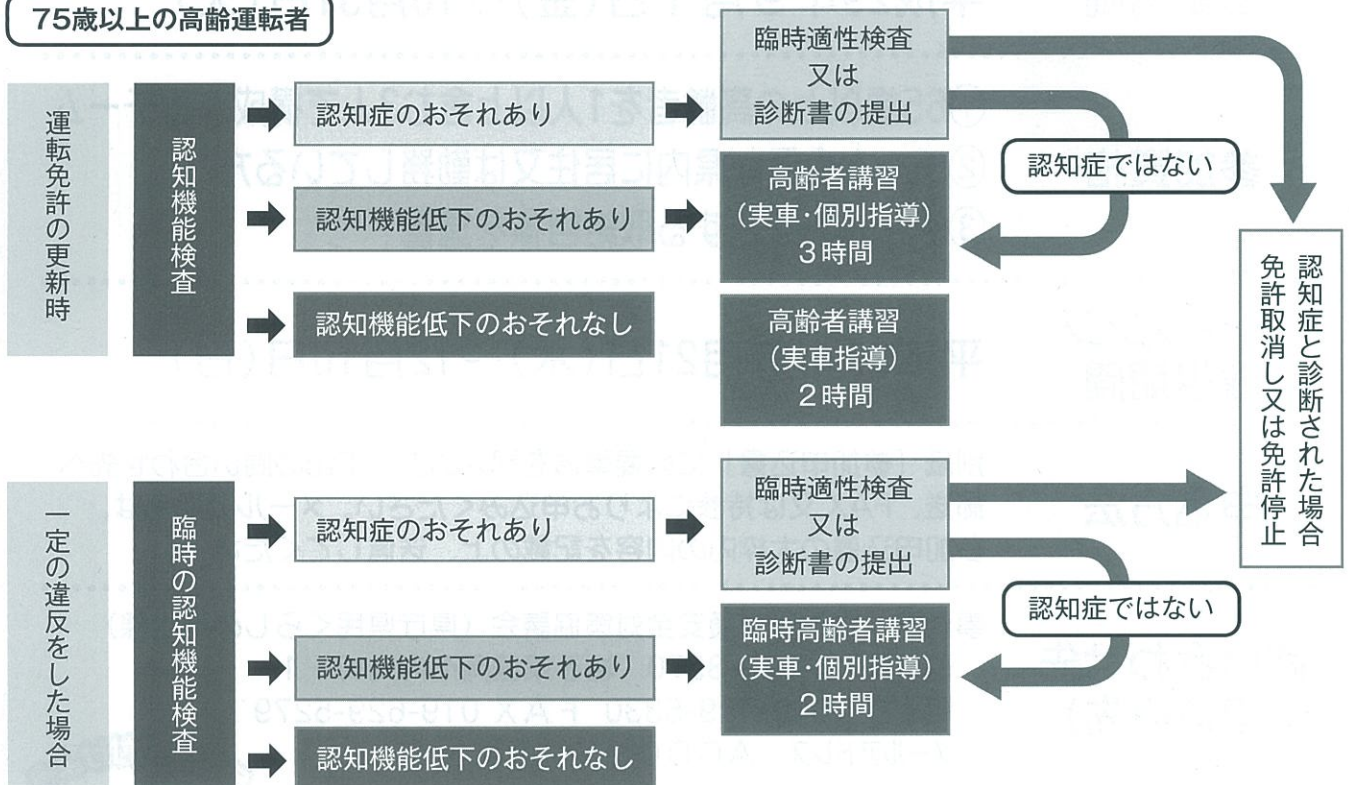 75歳以上の高齢運転者
運転免許の更新時
認知機能検査
認知症のおそれあり
認知機能低下のおそれあり
認知機能低下のおそれなし
臨時適性検査
又は
診断書の提出
高齢者講習
(実車・個別指導)
3時間
高齢者講習
(実車指導)
2時間
認知症ではない
認知症と診断された場合
免許取消し又は免許停止
一定の違反をした場合
臨時の認知機能検査
認知症のおそれあり
認知機能低下のおそれあり
認知機能低下のおそれなし
臨時適性検査
又は
診断書の提出
臨時高齢者講習
(実車・個別指導)
2時間
認知症ではない